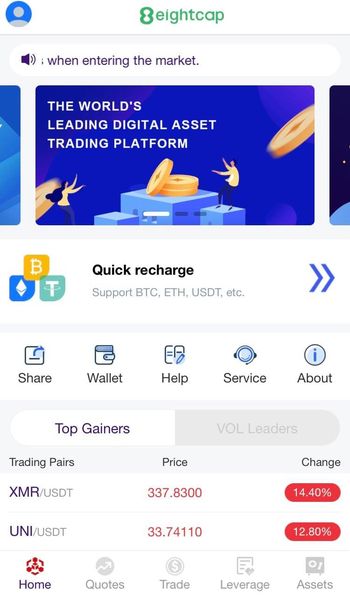 eightcap
when entering the market.
THE WORLD'S
LEADING DIGITAL ASSET
TRADING PLATFORM
Quick recharge
Support BTC, ETH, USDT, etc.
Share Wallet Help Service About
Top Gainers VOL Leaders
Trading Pairs Price Change
XMR/USDT 337.8300 14.40%
UNI/USDT 33.74110 12.80%
Home Quotes Trade Leverage Assets